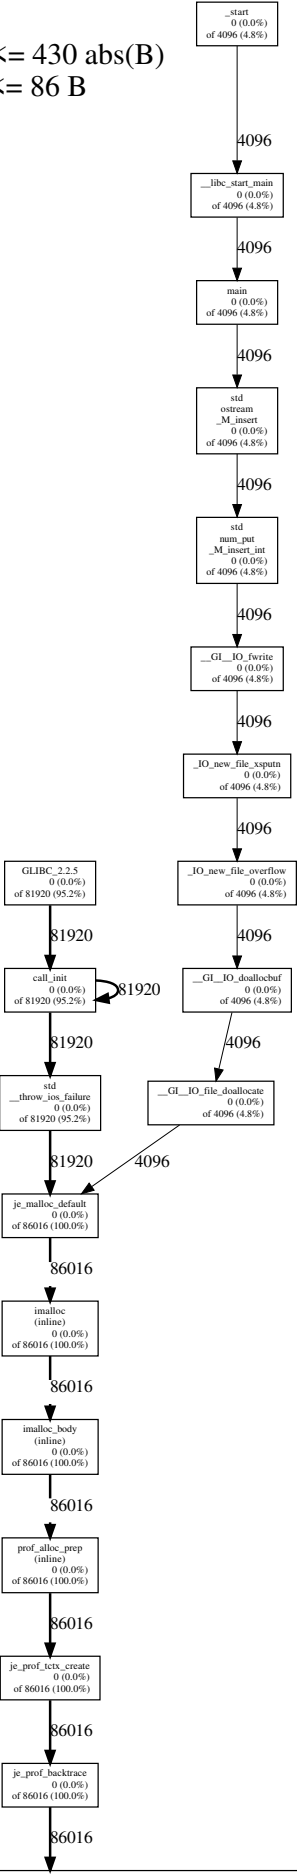 _start
0 (0.0%)
of 4096 (4.8%)
<= 430 abs(B)
<= 86 B
4096
__libc_start_main
0 (0.0%)
of 4096 (4.8%)
4096
main
0 (0.0%)
of 4096 (4.8%)
4096
std
ostream
_M_insert
0 (0.0%)
of 4096 (4.8%)
4096
std
num_put
_M_insert_int
0 (0.0%)
of 4096 (4.8%)
4096
__GI__IO_fwrite
0 (0.0%)
of 4096 (4.8%)
4096
_IO_new_file_xsputn
0 (0.0%)
of 4096 (4.8%)
4096
GLIBC_2.2.5
0 (0.0%)
of 81920 (95.2%)
_IO_new_file_overflow
0 (0.0%)
of 4096 (4.8%)
81920
4096
call_init
0 (0.0%)
of 81920 (95.2%)
81920
__GI__IO_doallocbuf
0 (0.0%)
of 4096 (4.8%)
81920
4096
std
__throw_ios_failure
0 (0.0%)
of 81920 (95.2%)
__GI__IO_file_doallocate
0 (0.0%)
of 4096 (4.8%)
81920
4096
je_malloc_default
0 (0.0%)
of 86016 (100.0%)
86016
imalloc
(inline)
0 (0.0%)
of 86016 (100.0%)
86016
imalloc_body
(inline)
0 (0.0%)
of 86016 (100.0%)
86016
prof_alloc_prep
(inline)
0 (0.0%)
of 86016 (100.0%)
86016
je_prof_tctx_create
0 (0.0%)
of 86016 (100.0%)
86016
je_prof_backtrace
0 (0.0%)
of 86016 (100.0%)
86016